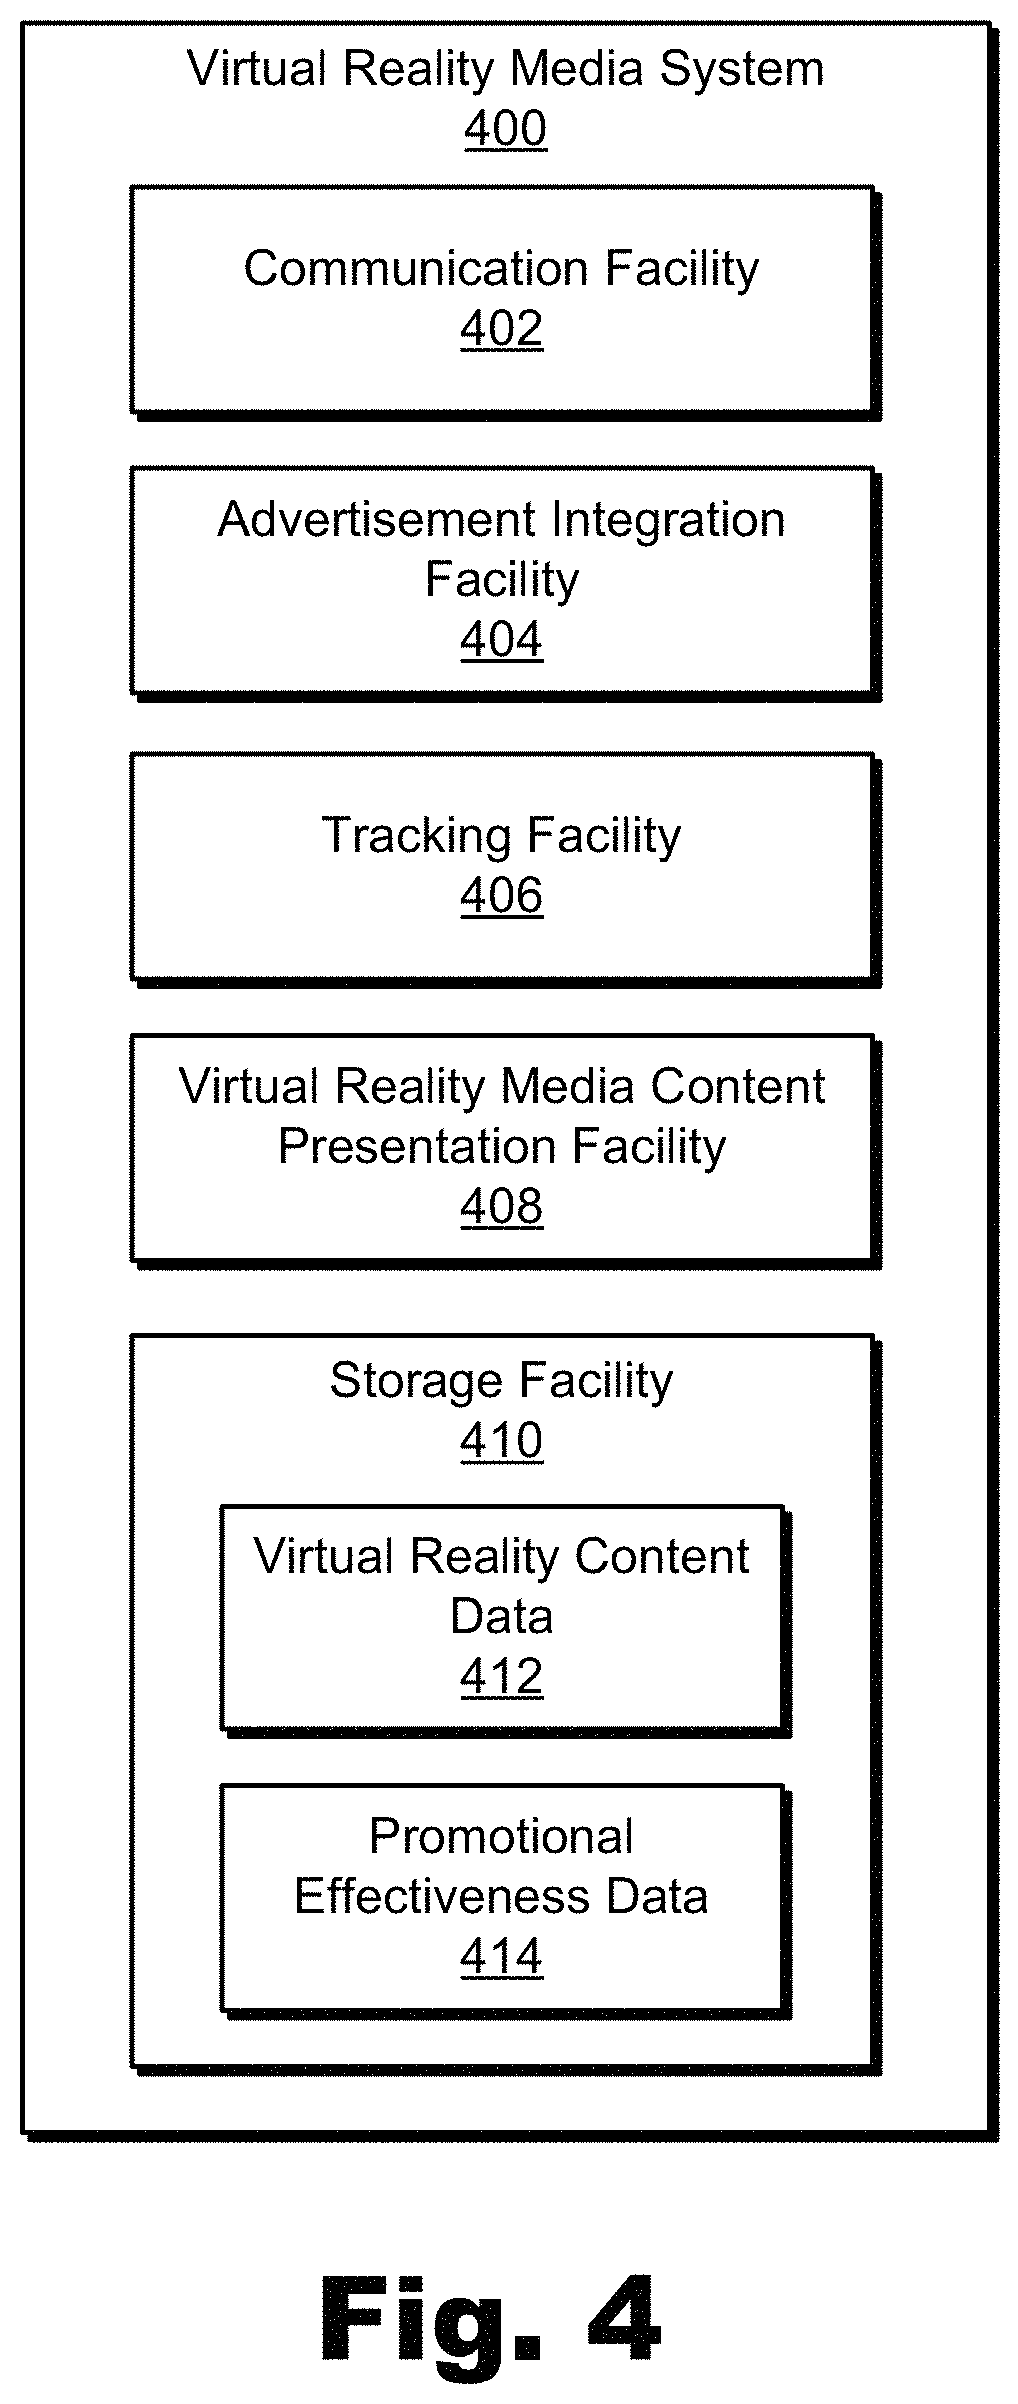 Virtual Reality Media System
400
Communication Facility
402
Advertisement Integration
Facility
404
Tracking Facility
406
Virtual Reality Media Content
Presentation Facility
408
Storage Facility
410
Virtual Reality Content
Data
412
Promotional
Effectiveness Data
414
Fig. 4